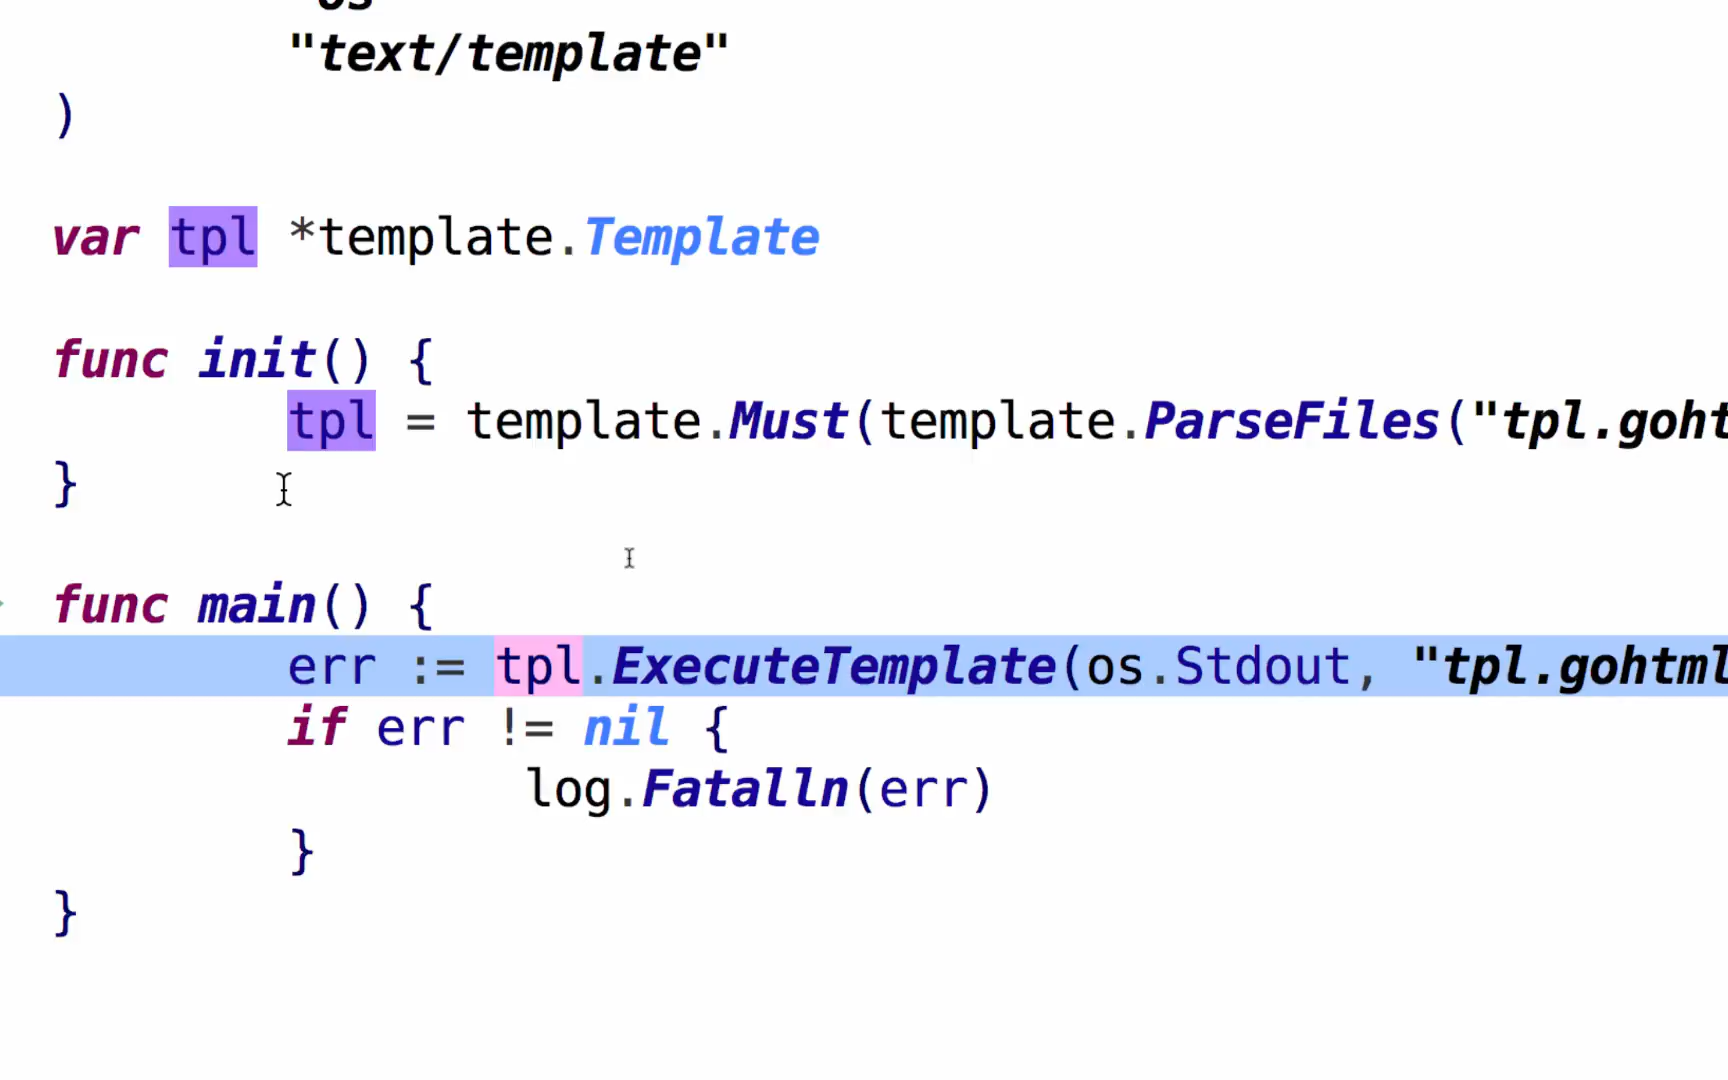 os
"text/template"
)
var tpl *template.Template
func init() {
tpl = template.Must(template.ParseFiles("tpl.goht
}
func main() {
err := tpl.ExecuteTemplate(os.Stdout, "tpl.gohtml
if err != nil {
log.Fatalln(err)
}
}